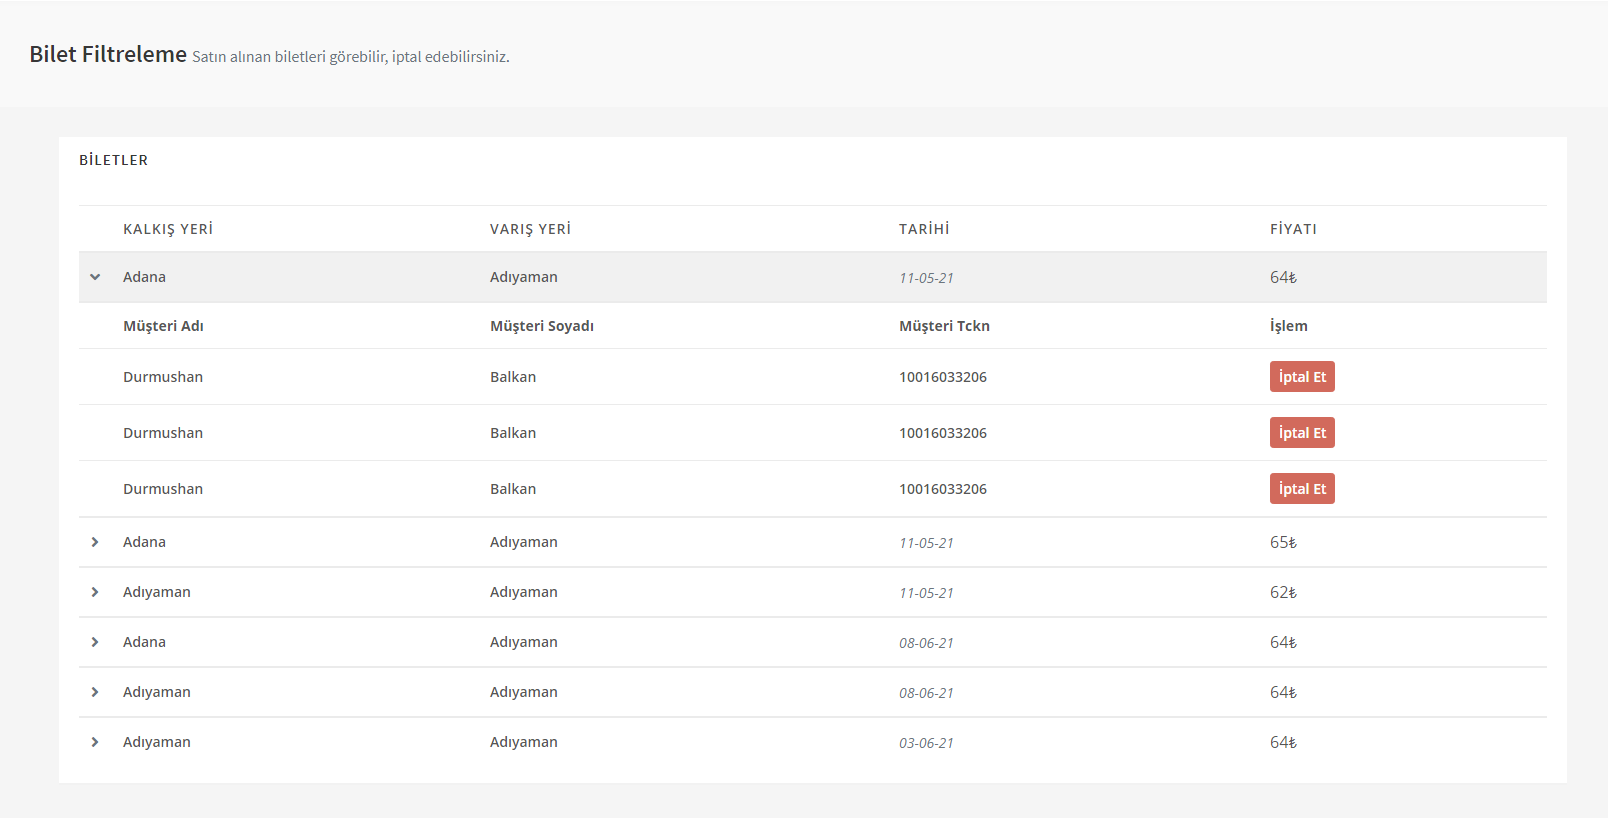 Bilet Filtreleme Satın alınan biletleri görebilir, iptal edebilirsiniz.
BİLETLER
KALKIŞ YERİ VARIŞ YERİ TARİHİ FİYATI
Adana Adıyaman 11-05-21 64₺
Müşteri Adı Müşteri Soyadı Müşteri Tckn İşlem
Durmushan Balkan 10016033206 İptal Et
Durmushan Balkan 10016033206 İptal Et
Durmushan Balkan 10016033206 İptal Et
Adana Adıyaman 11-05-21 65₺
Adıyaman Adıyaman 11-05-21 62₺
Adana Adıyaman 08-06-21 64₺
Adıyaman Adıyaman 08-06-21 64₺
Adıyaman Adıyaman 03-06-21 64₺